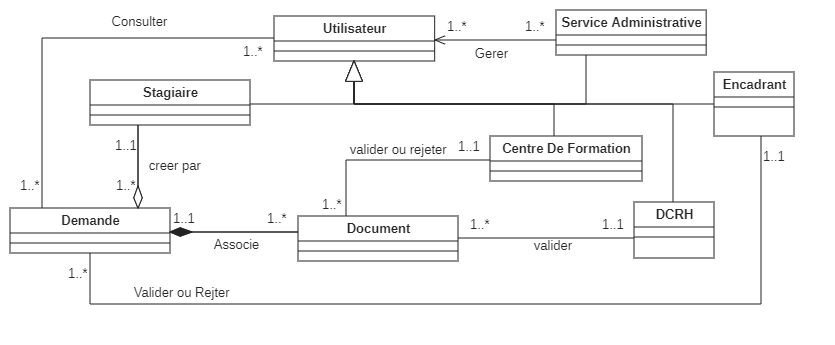 Consulter
Utilisateur
1..*
1..*
Service Administrative
1..*
Gerer
Stagiaire
Encadrant
1..1
valider ou rejeter
1..1
Centre De Formation
1..1
creer par
1..*
1..*
1..*
Demande
1..1
1..*
Document
1..*
1..1
DCRH
Associe
valider
1..*
Valider ou Rejter